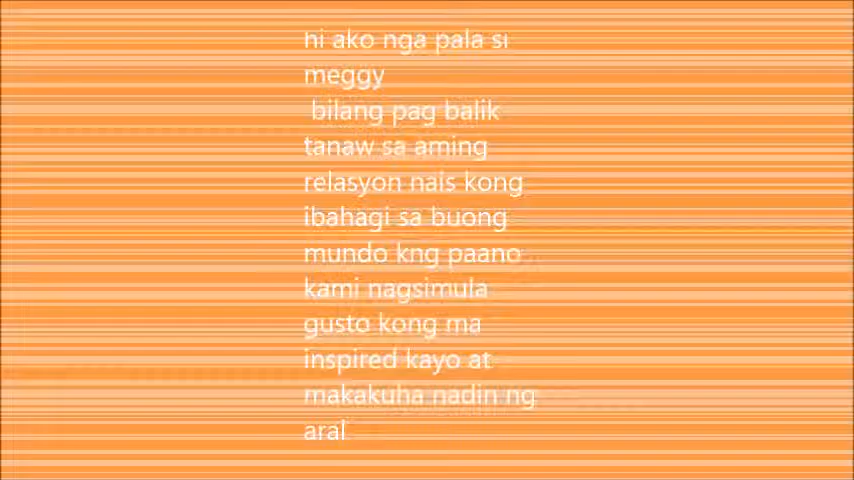 hi ako nga pala si
meggy
bilang pag balik
tanaw sa aming
relasyon nais kong
ibahagi sa buong
mundo kng paano
kami nagsimula
gusto kong ma
inspired kayo at
makakuha nadin ng
aral